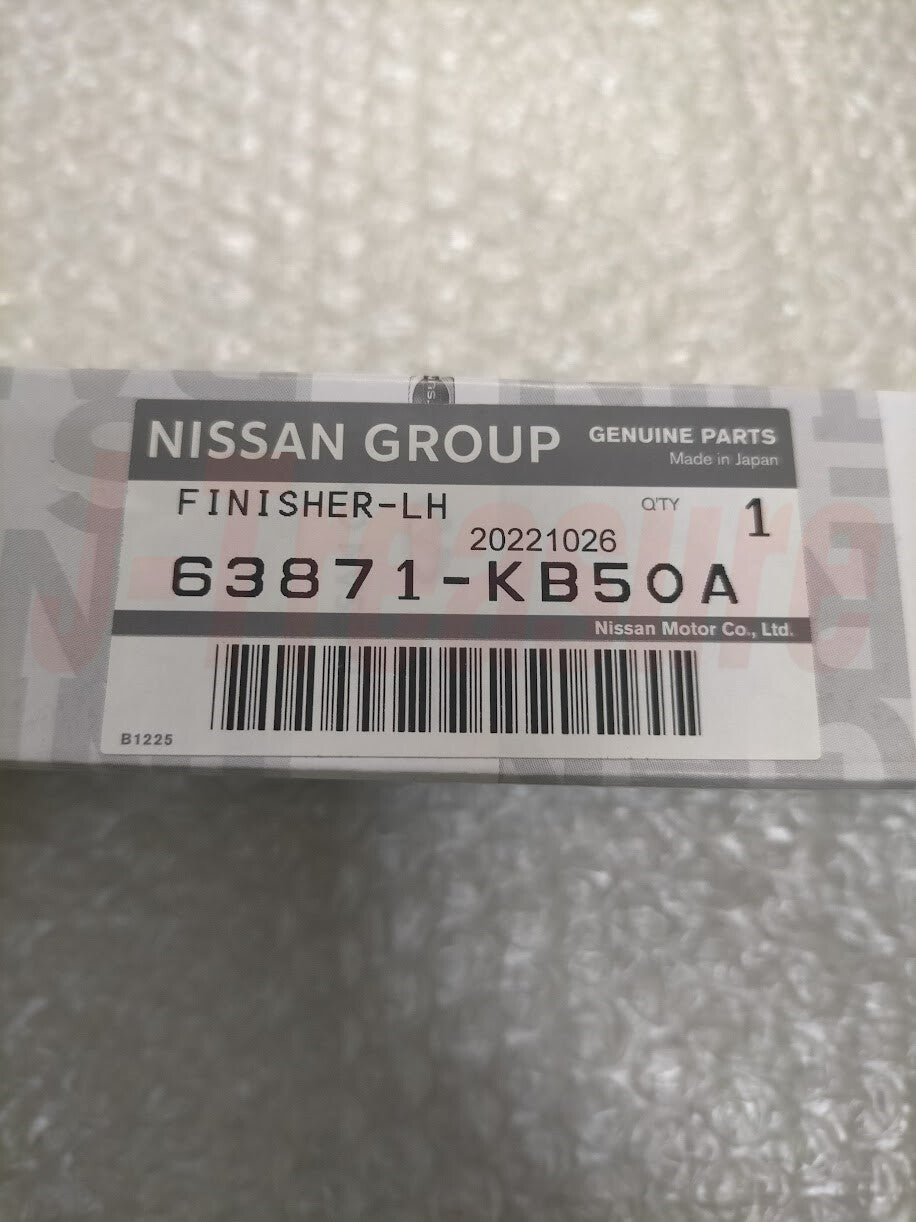 NISSAN GROUP GENUINE PARTS
Made in Japan
FINISHER-LH Q'TY 1
20221026
63871-KB50A
Nissan Motor Co., Ltd.
B1225
J-Treasure